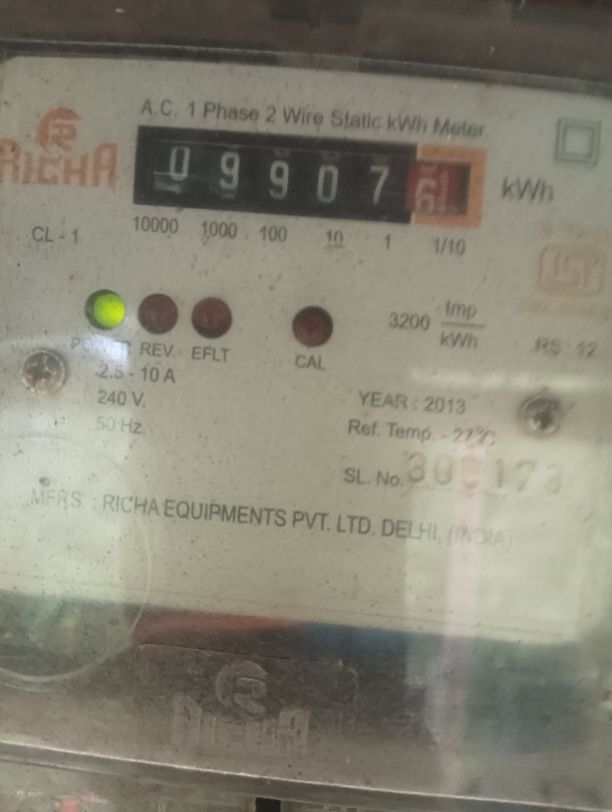 A.C. 1 Phase 2 Wire Static kWh Meter.
RICHA
0 9 9 0 7 6 kWh
CL - 1
10000 1000 100 10 1 1/10
ISI
3200 Imp/kWh
RS 12
POWER REV. EFLT
CAL
2.5 - 10 A
240 V.
50 Hz.
YEAR : 2013
Ref. Temp. - 27°C
SL. No.
MFRS. : RICHA EQUIPMENTS PVT. LTD. DELHI, (INDIA)
RICHA